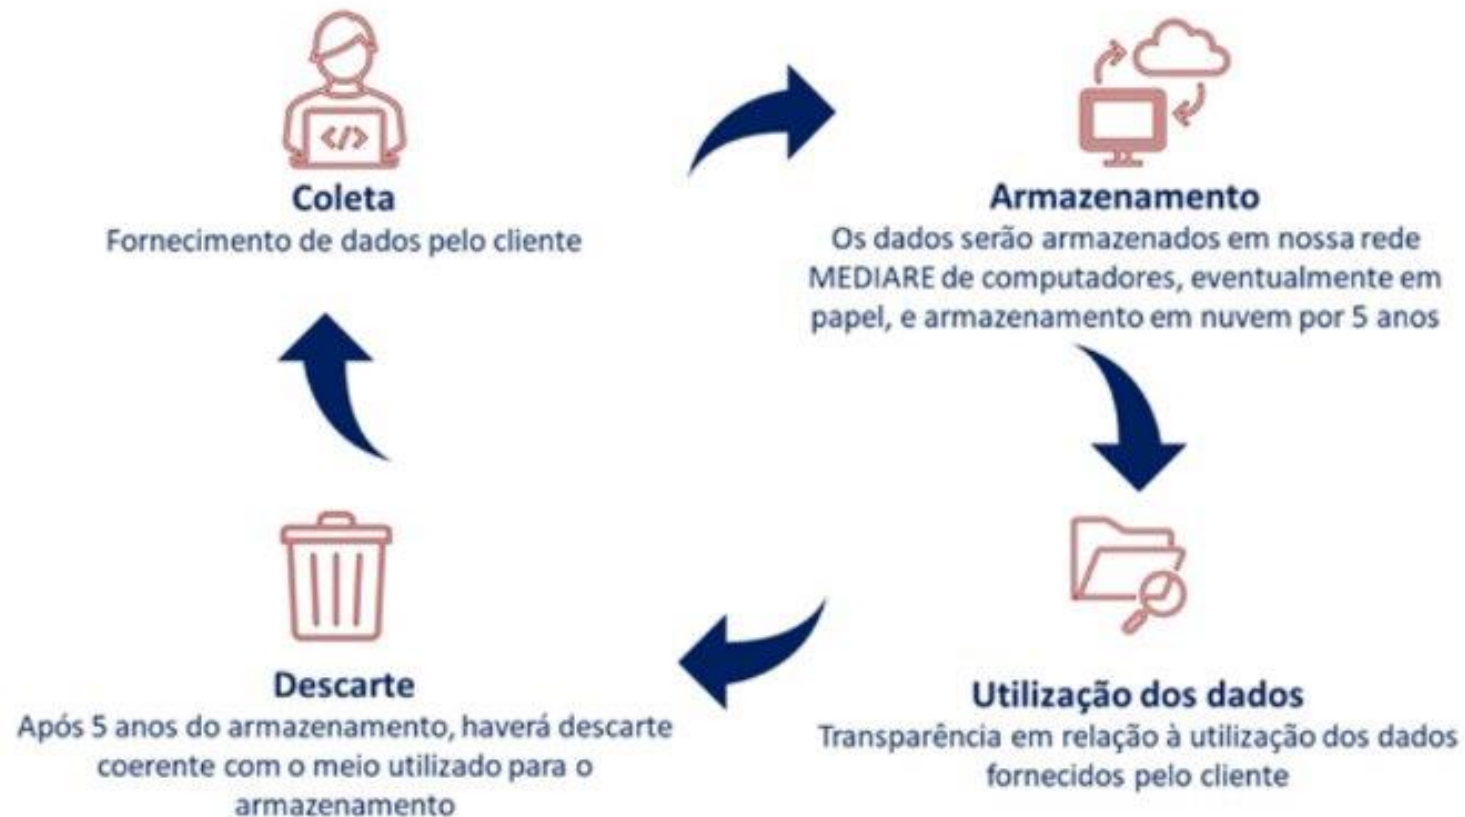 </>
Coleta
Fornecimento de dados pelo cliente
Armazenamento
Os dados serão armazenados em nossa rede
MEDIARE de computadores, eventualmente em
papel, e armazenamento em nuvem por 5 anos
Utilização dos dados
Transparência em relação à utilização dos dados
fornecidos pelo cliente
Descarte
Após 5 anos do armazenamento, haverá descarte
coerente com o meio utilizado para o
armazenamento